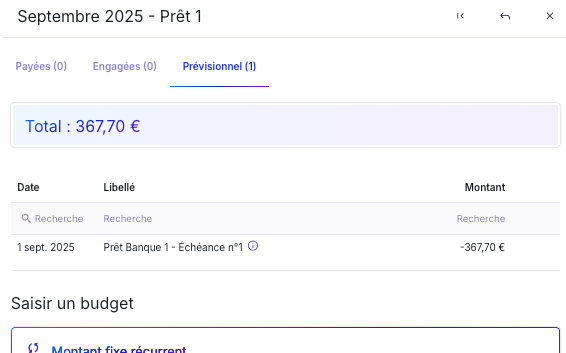 Septembre 2025 - Prêt 1
Payées (0) Engagées (0) Prévisionnel (1)
Total : 367,70 €
Date Libellé Montant
Recherche Recherche Recherche
1 sept. 2025 Prêt Banque 1 - Échéance n°1 -367,70 €
Saisir un budget
Montant fixe récurrent